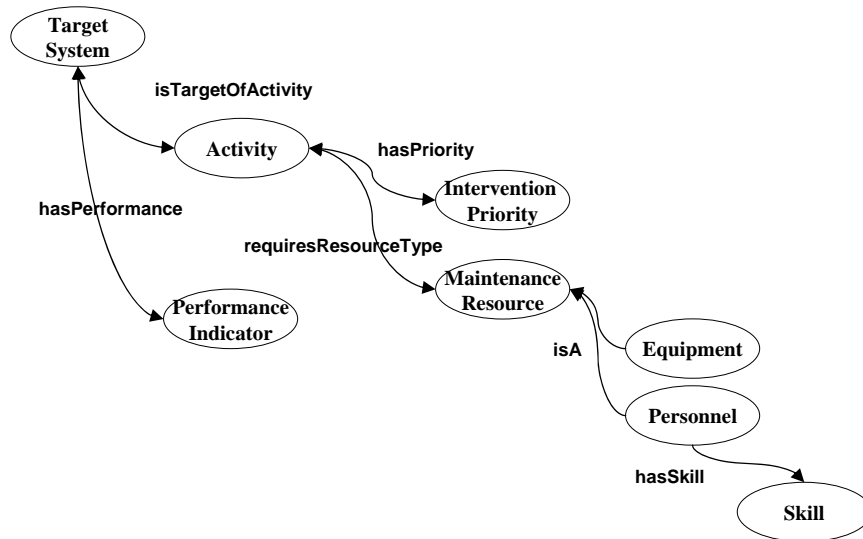 Target
System
isTargetOfActivity
Activity
hasPriority
Intervention
Priority
hasPerformance
requiresResourceType
Maintenance
Resource
Performance
Indicator
isA
Equipment
Personnel
hasSkill
Skill